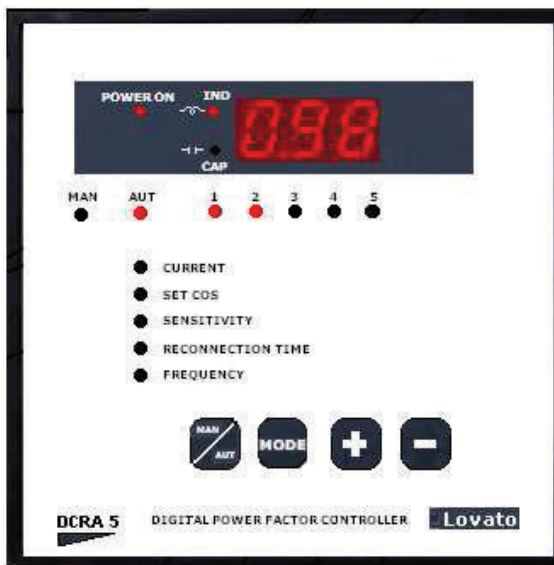 POWER ON IND
098
CAP
MAN AUT 1 2 3 4 5
CURRENT
SET COS
SENSITIVITY
RECONNECTION TIME
FREQUENCY
MAN AUT MODE + -
DCRA 5 DIGITAL POWER FACTOR CONTROLLER Lovato